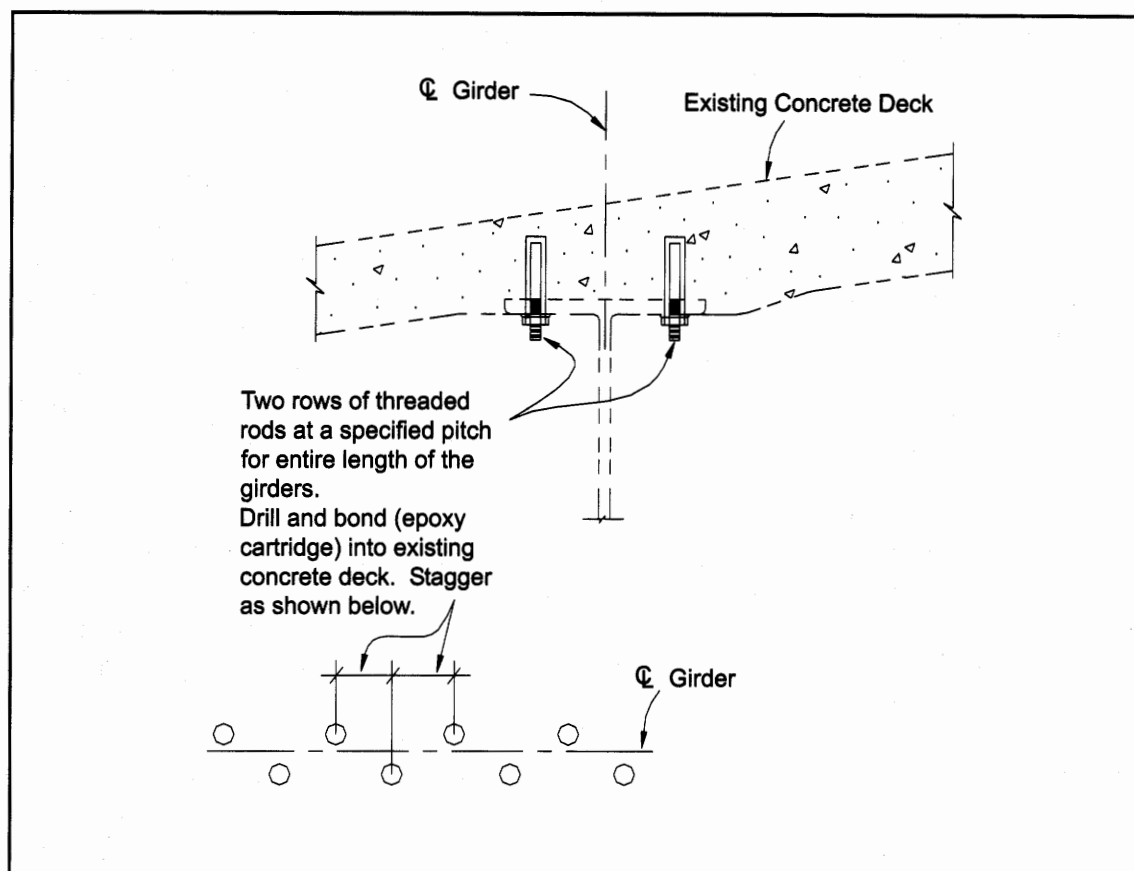 ℄ Girder
Existing Concrete Deck
Two rows of threaded
rods at a specified pitch
for entire length of the
girders.
Drill and bond (epoxy
cartridge) into existing
concrete deck.  Stagger
as shown below.
℄ Girder